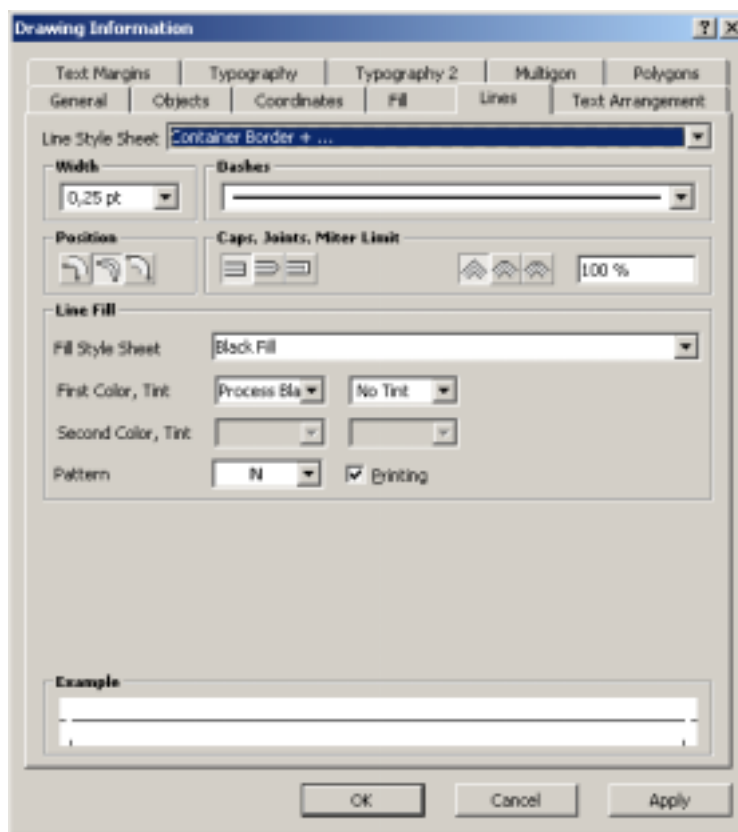 Drawing Information
Text Margins Typography Typography 2 Multigon Polygons
General Objects Coordinates Fill Lines Text Arrangement
Line Style Sheet Container Border + ...
Width Dashes
0,25 pt
Position Caps, Joints, Miter Limit
100 %
Line Fill
Fill Style Sheet Black Fill
First Color, Tint Process Bla No Tint
Second Color, Tint
Pattern N Printing
Example
OK Cancel Apply